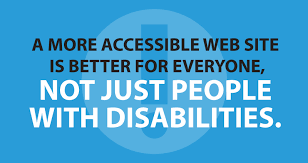 A MORE ACCESSIBLE WEB SITE
IS BETTER FOR EVERYONE,
NOT JUST PEOPLE
WITH DISABILITIES.